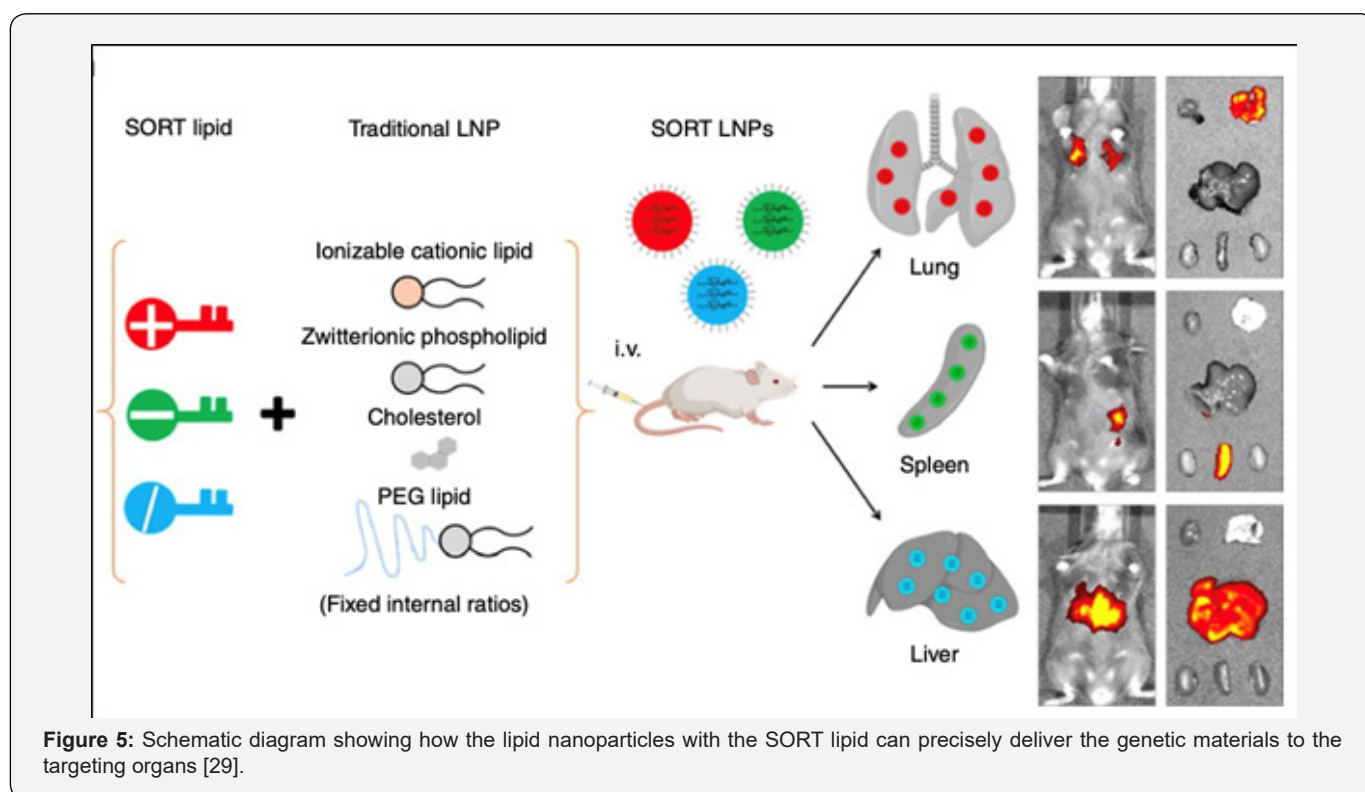 SORT lipid
Traditional LNP
SORT LNPs
Ionizable cationic lipid
Zwitterionic phospholipid
Cholesterol
PEG lipid
(Fixed internal ratios)
i.v.
Lung
Spleen
Liver
Figure 5: Schematic diagram showing how the lipid nanoparticles with the SORT lipid can precisely deliver the genetic materials to the
targeting organs [29].